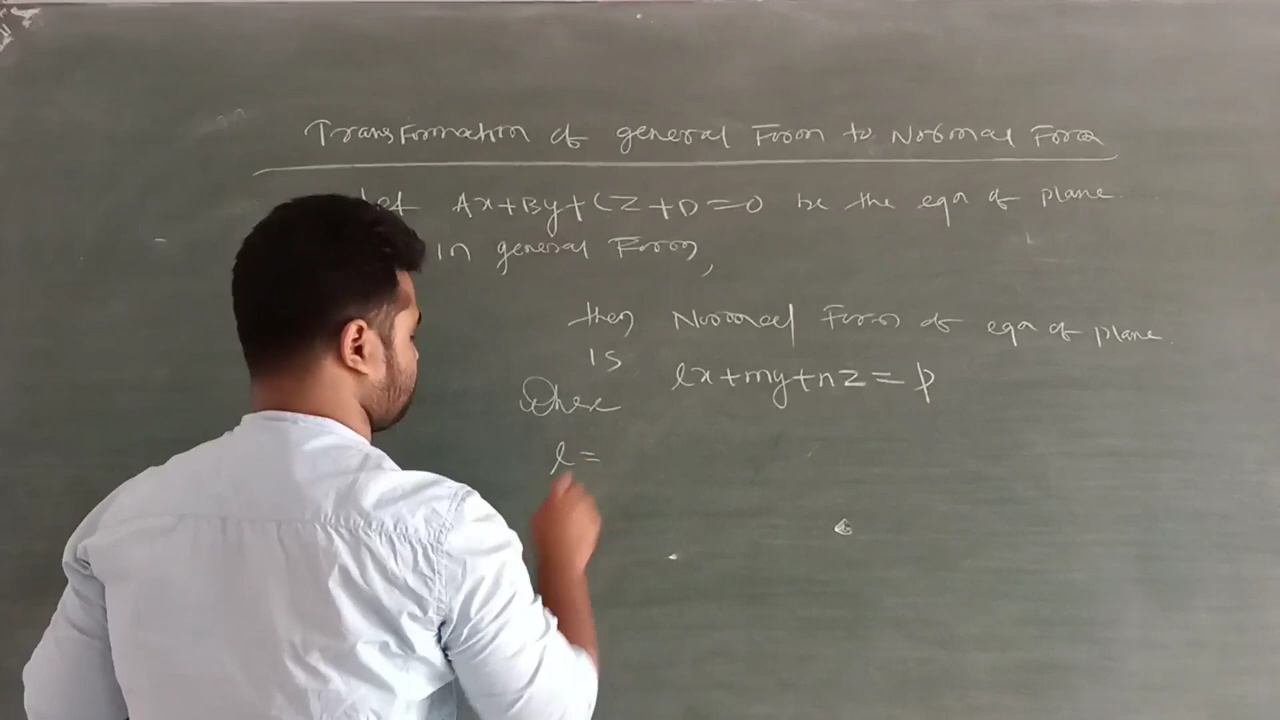 Transformation of general Form to Normal Form
Let Ax+By+CZ+D=0 be the eqn of plane
in general Form,
then Normal Form of eqn of plane.
is lx+my+nz=p
Where
l=